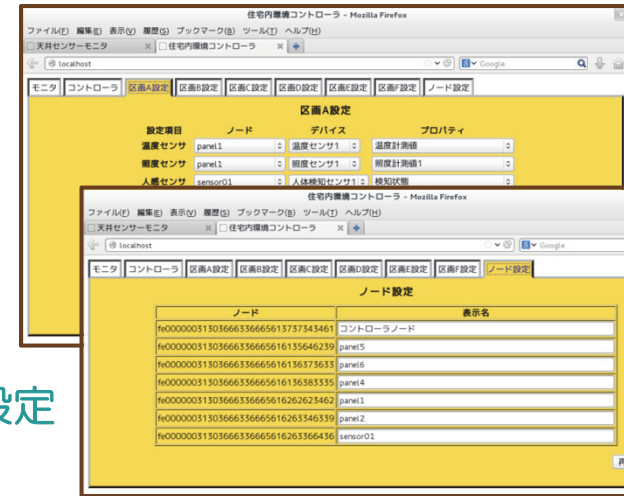 住宅内環境コントローラ - Mozilla Firefox
ファイル(F) 編集(E) 表示(V) 履歴(S) ブックマーク(B) ツール(T) ヘルプ(H)
天井センサーモニタ × 住宅内環境コントローラ ×
localhost Google
モニタ コントローラ 区画A設定 区画B設定 区画C設定 区画D設定 区画E設定 区画F設定 ノード設定
区画A設定
設定項目 ノード デバイス プロパティ
温度センサ panel1 温度センサ1 温度計測値
照度センサ panel1 照度センサ1 照度計測値1
人感センサ sensor01 人体検知センサ1 検知状態
住宅内環境コントローラ - Mozilla Firefox
ファイル(F) 編集(E) 表示(V) 履歴(S) ブックマーク(B) ツール(T) ヘルプ(H)
天井センサーモニタ × 住宅内環境コントローラ ×
localhost Google
モニタ コントローラ 区画A設定 区画B設定 区画C設定 区画D設定 区画E設定 区画F設定 ノード設定
ノード設定
ノード 表示名
fe00000031303666336665613737343461 コントローラノード
fe00000031303666336665616135646239 panel5
fe00000031303666336665616136373633 panel6
fe00000031303666336665616136383335 panel4
fe00000031303666336665616262623462 panel1
fe00000031303666336665616263346339 panel2
fe00000031303666336665616263366436 sensor01
設定